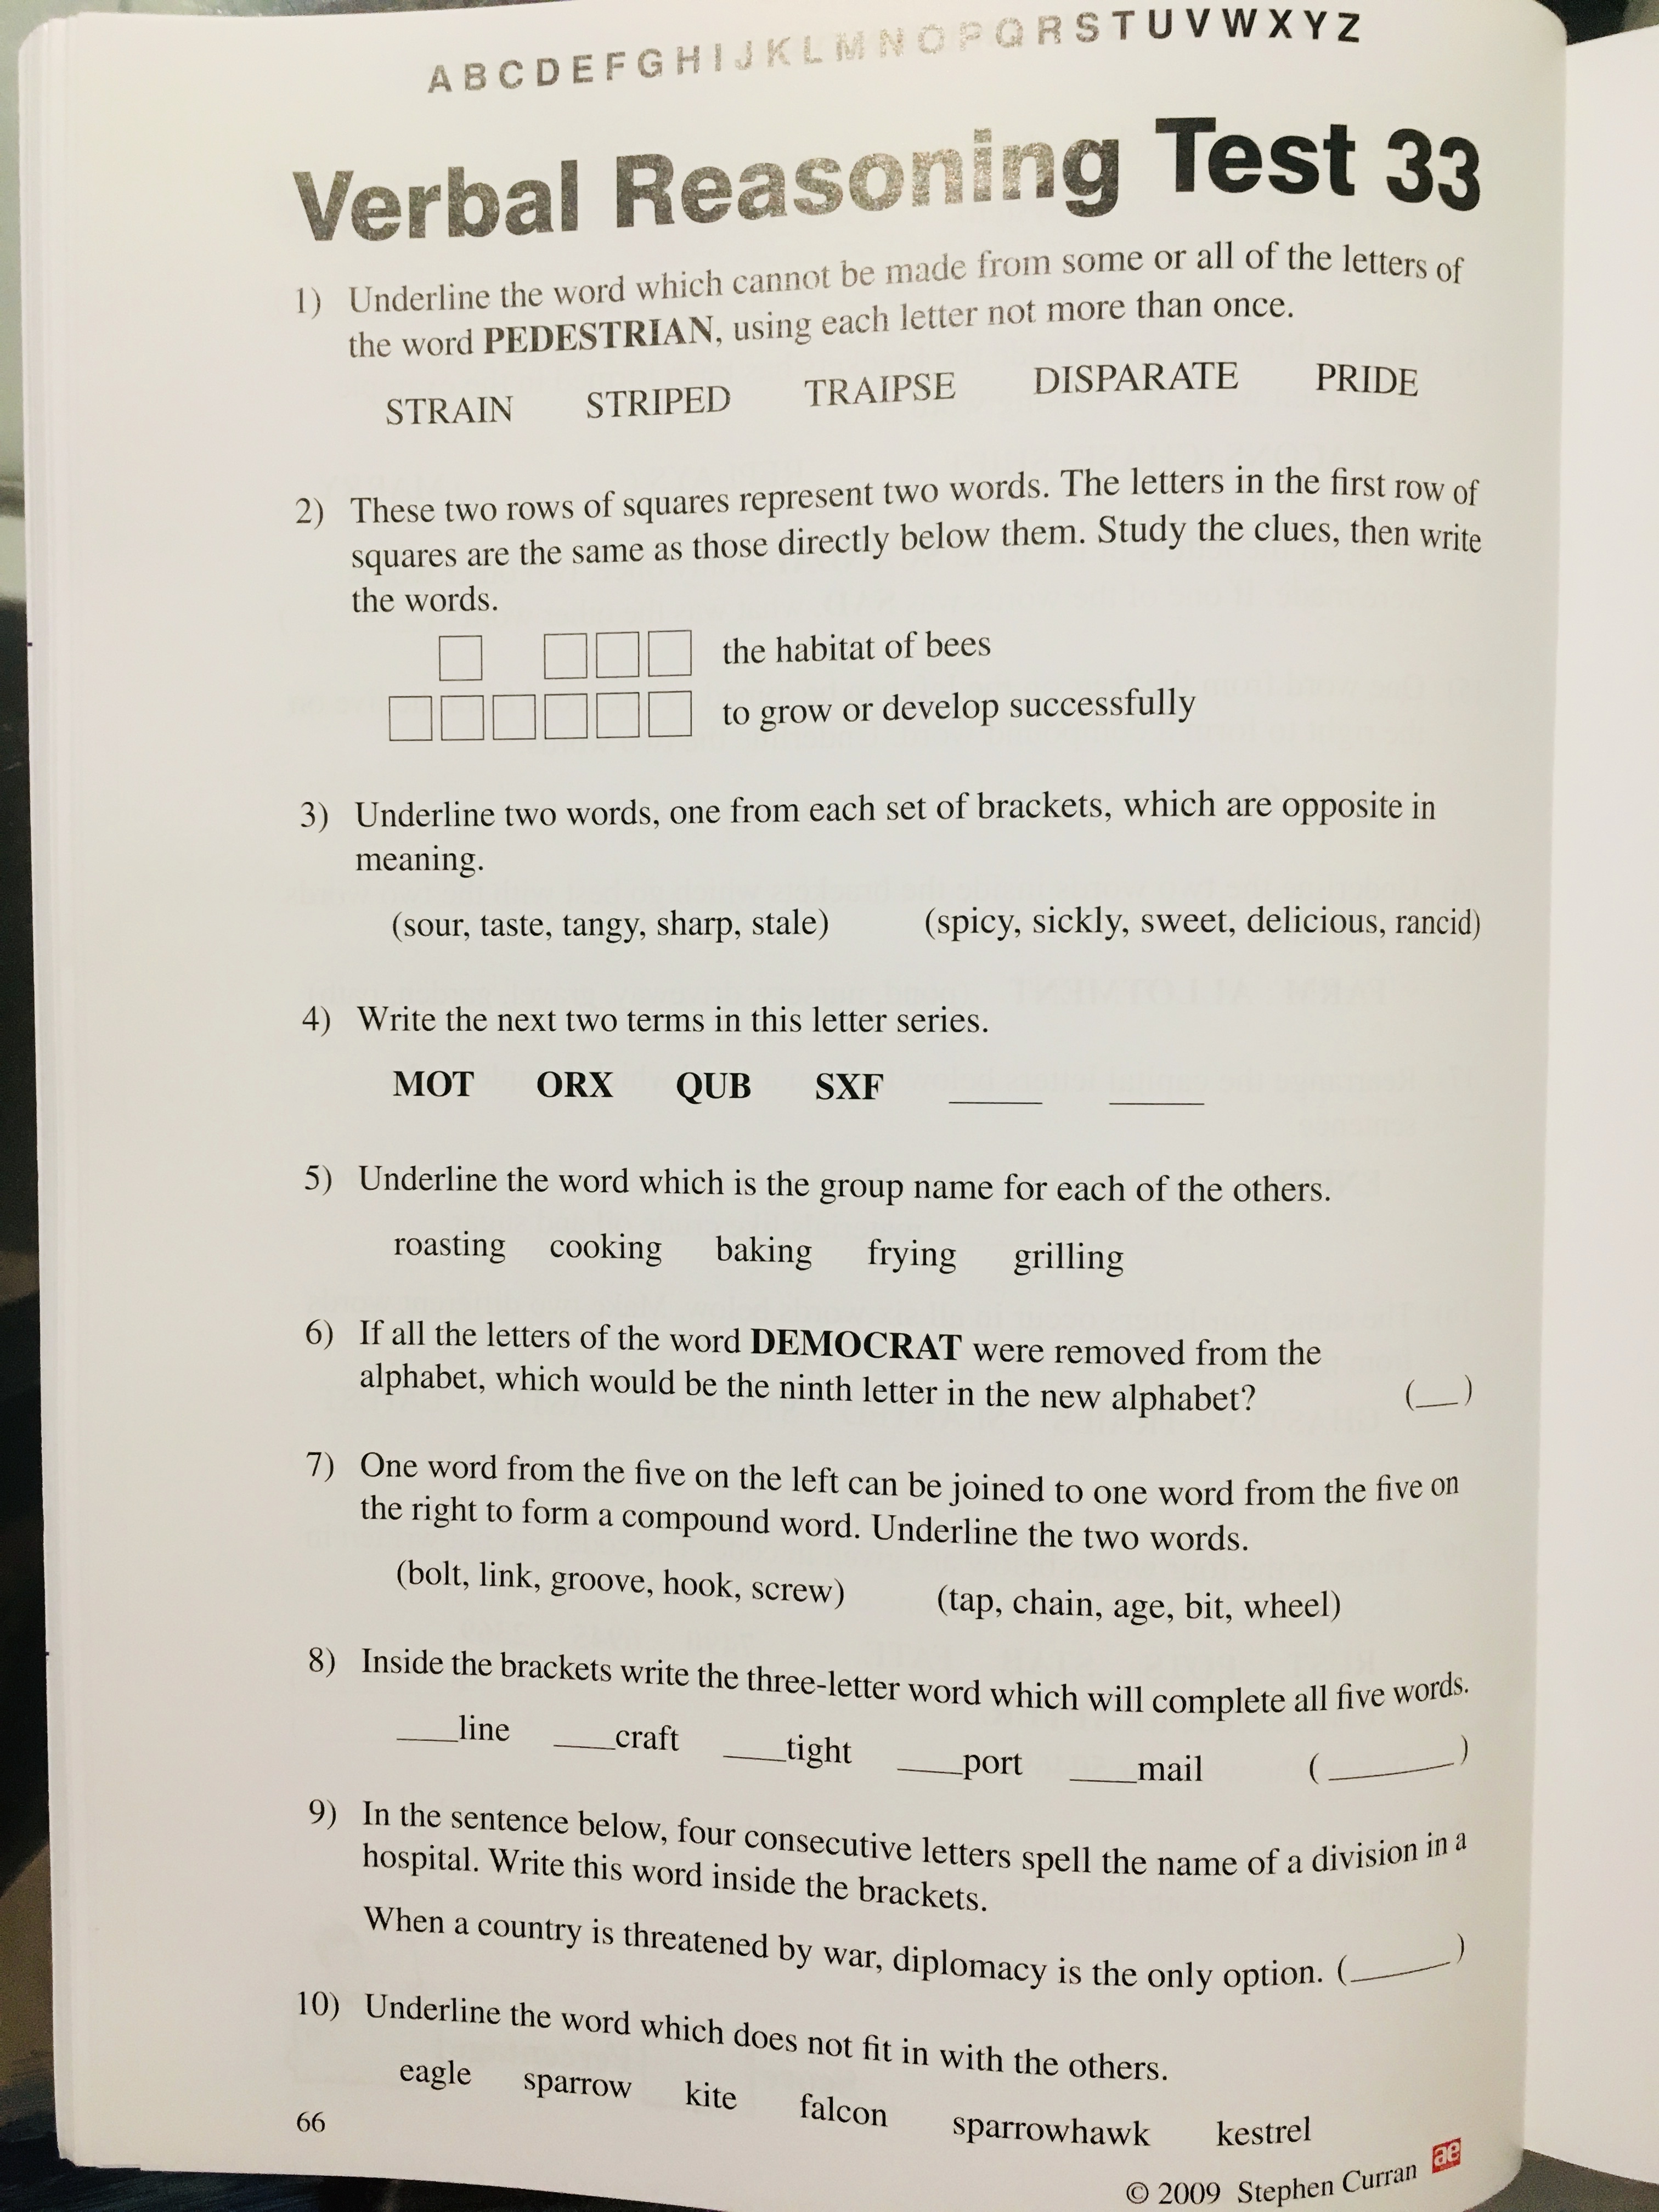 A B C D E F G H I J K L M N O P Q R S T U V W X Y Z
Verbal Reasoning Test 33
1) Underline the word which cannot be made from some or all of the letters of
the word PEDESTRIAN, using each letter not more than once.
STRAIN STRIPED TRAIPSE DISPARATE PRIDE
2) These two rows of squares represent two words. The letters in the first row of
squares are the same as those directly below them. Study the clues, then write
the words.
the habitat of bees
to grow or develop successfully
3) Underline two words, one from each set of brackets, which are opposite in
meaning.
(sour, taste, tangy, sharp, stale) (spicy, sickly, sweet, delicious, rancid)
4) Write the next two terms in this letter series.
MOT ORX QUB SXF ____ ____
5) Underline the word which is the group name for each of the others.
roasting cooking baking frying grilling
6) If all the letters of the word DEMOCRAT were removed from the
alphabet, which would be the ninth letter in the new alphabet? (__)
7) One word from the five on the left can be joined to one word from the five on
the right to form a compound word. Underline the two words.
(bolt, link, groove, hook, screw) (tap, chain, age, bit, wheel)
8) Inside the brackets write the three-letter word which will complete all five words.
___line ___craft ___tight ___port ___mail (______)
9) In the sentence below, four consecutive letters spell the name of a division in a
hospital. Write this word inside the brackets.
When a country is threatened by war, diplomacy is the only option. (_____)
10) Underline the word which does not fit in with the others.
eagle sparrow kite falcon sparrowhawk kestrel
66
© 2009 Stephen Curran ae